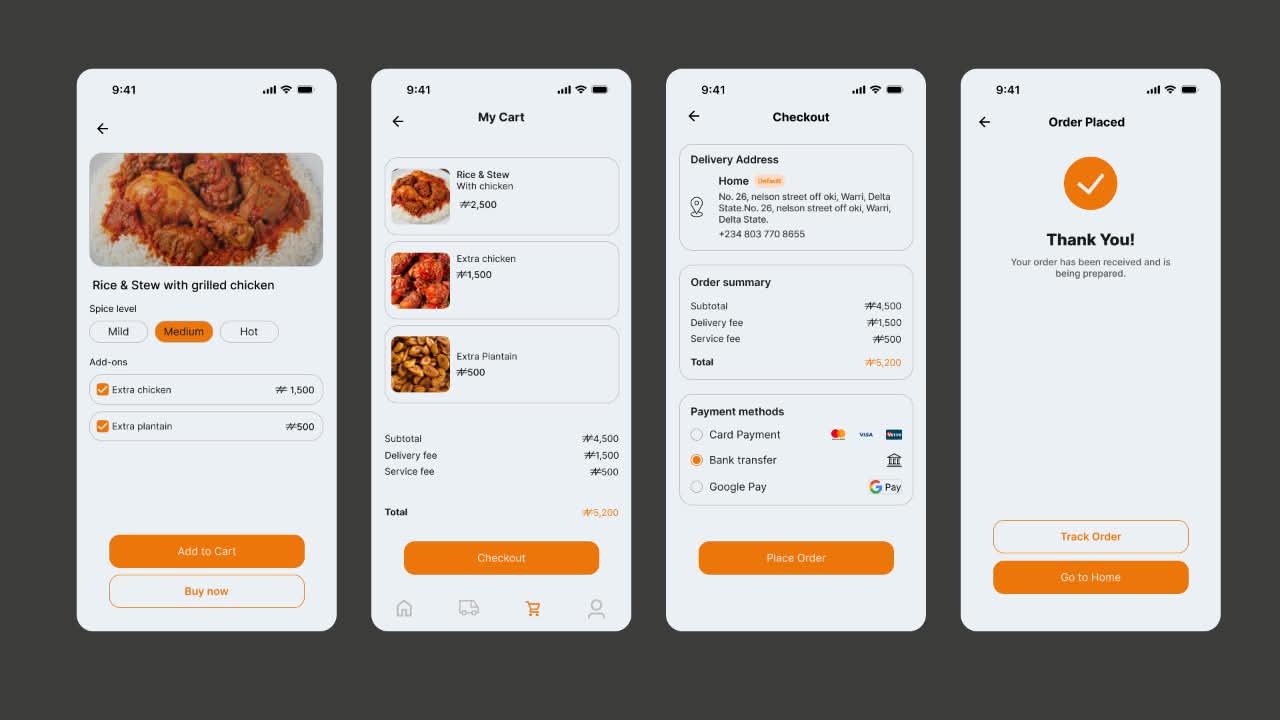 9:41
Rice & Stew with grilled chicken
Spice level
Mild Medium Hot
Add-ons
Extra chicken ₦ 1,500
Extra plantain ₦500
Add to Cart
Buy now
9:41
My Cart
Rice & Stew
With chicken
₦2,500
Extra chicken
₦1,500
Extra Plantain
₦500
Subtotal ₦4,500
Delivery fee ₦1,500
Service fee ₦500
Total ₦5,200
Checkout
9:41
Checkout
Delivery Address
Home Default
No. 26, nelson street off oki, Warri, Delta
State.No. 26, nelson street off oki, Warri,
Delta State.
+234 803 770 8655
Order summary
Subtotal ₦4,500
Delivery fee ₦1,500
Service fee ₦500
Total ₦5,200
Payment methods
Card Payment VISA
Bank transfer
Google Pay G Pay
Place Order
9:41
Order Placed
Thank You!
Your order has been received and is
being prepared.
Track Order
Go to Home